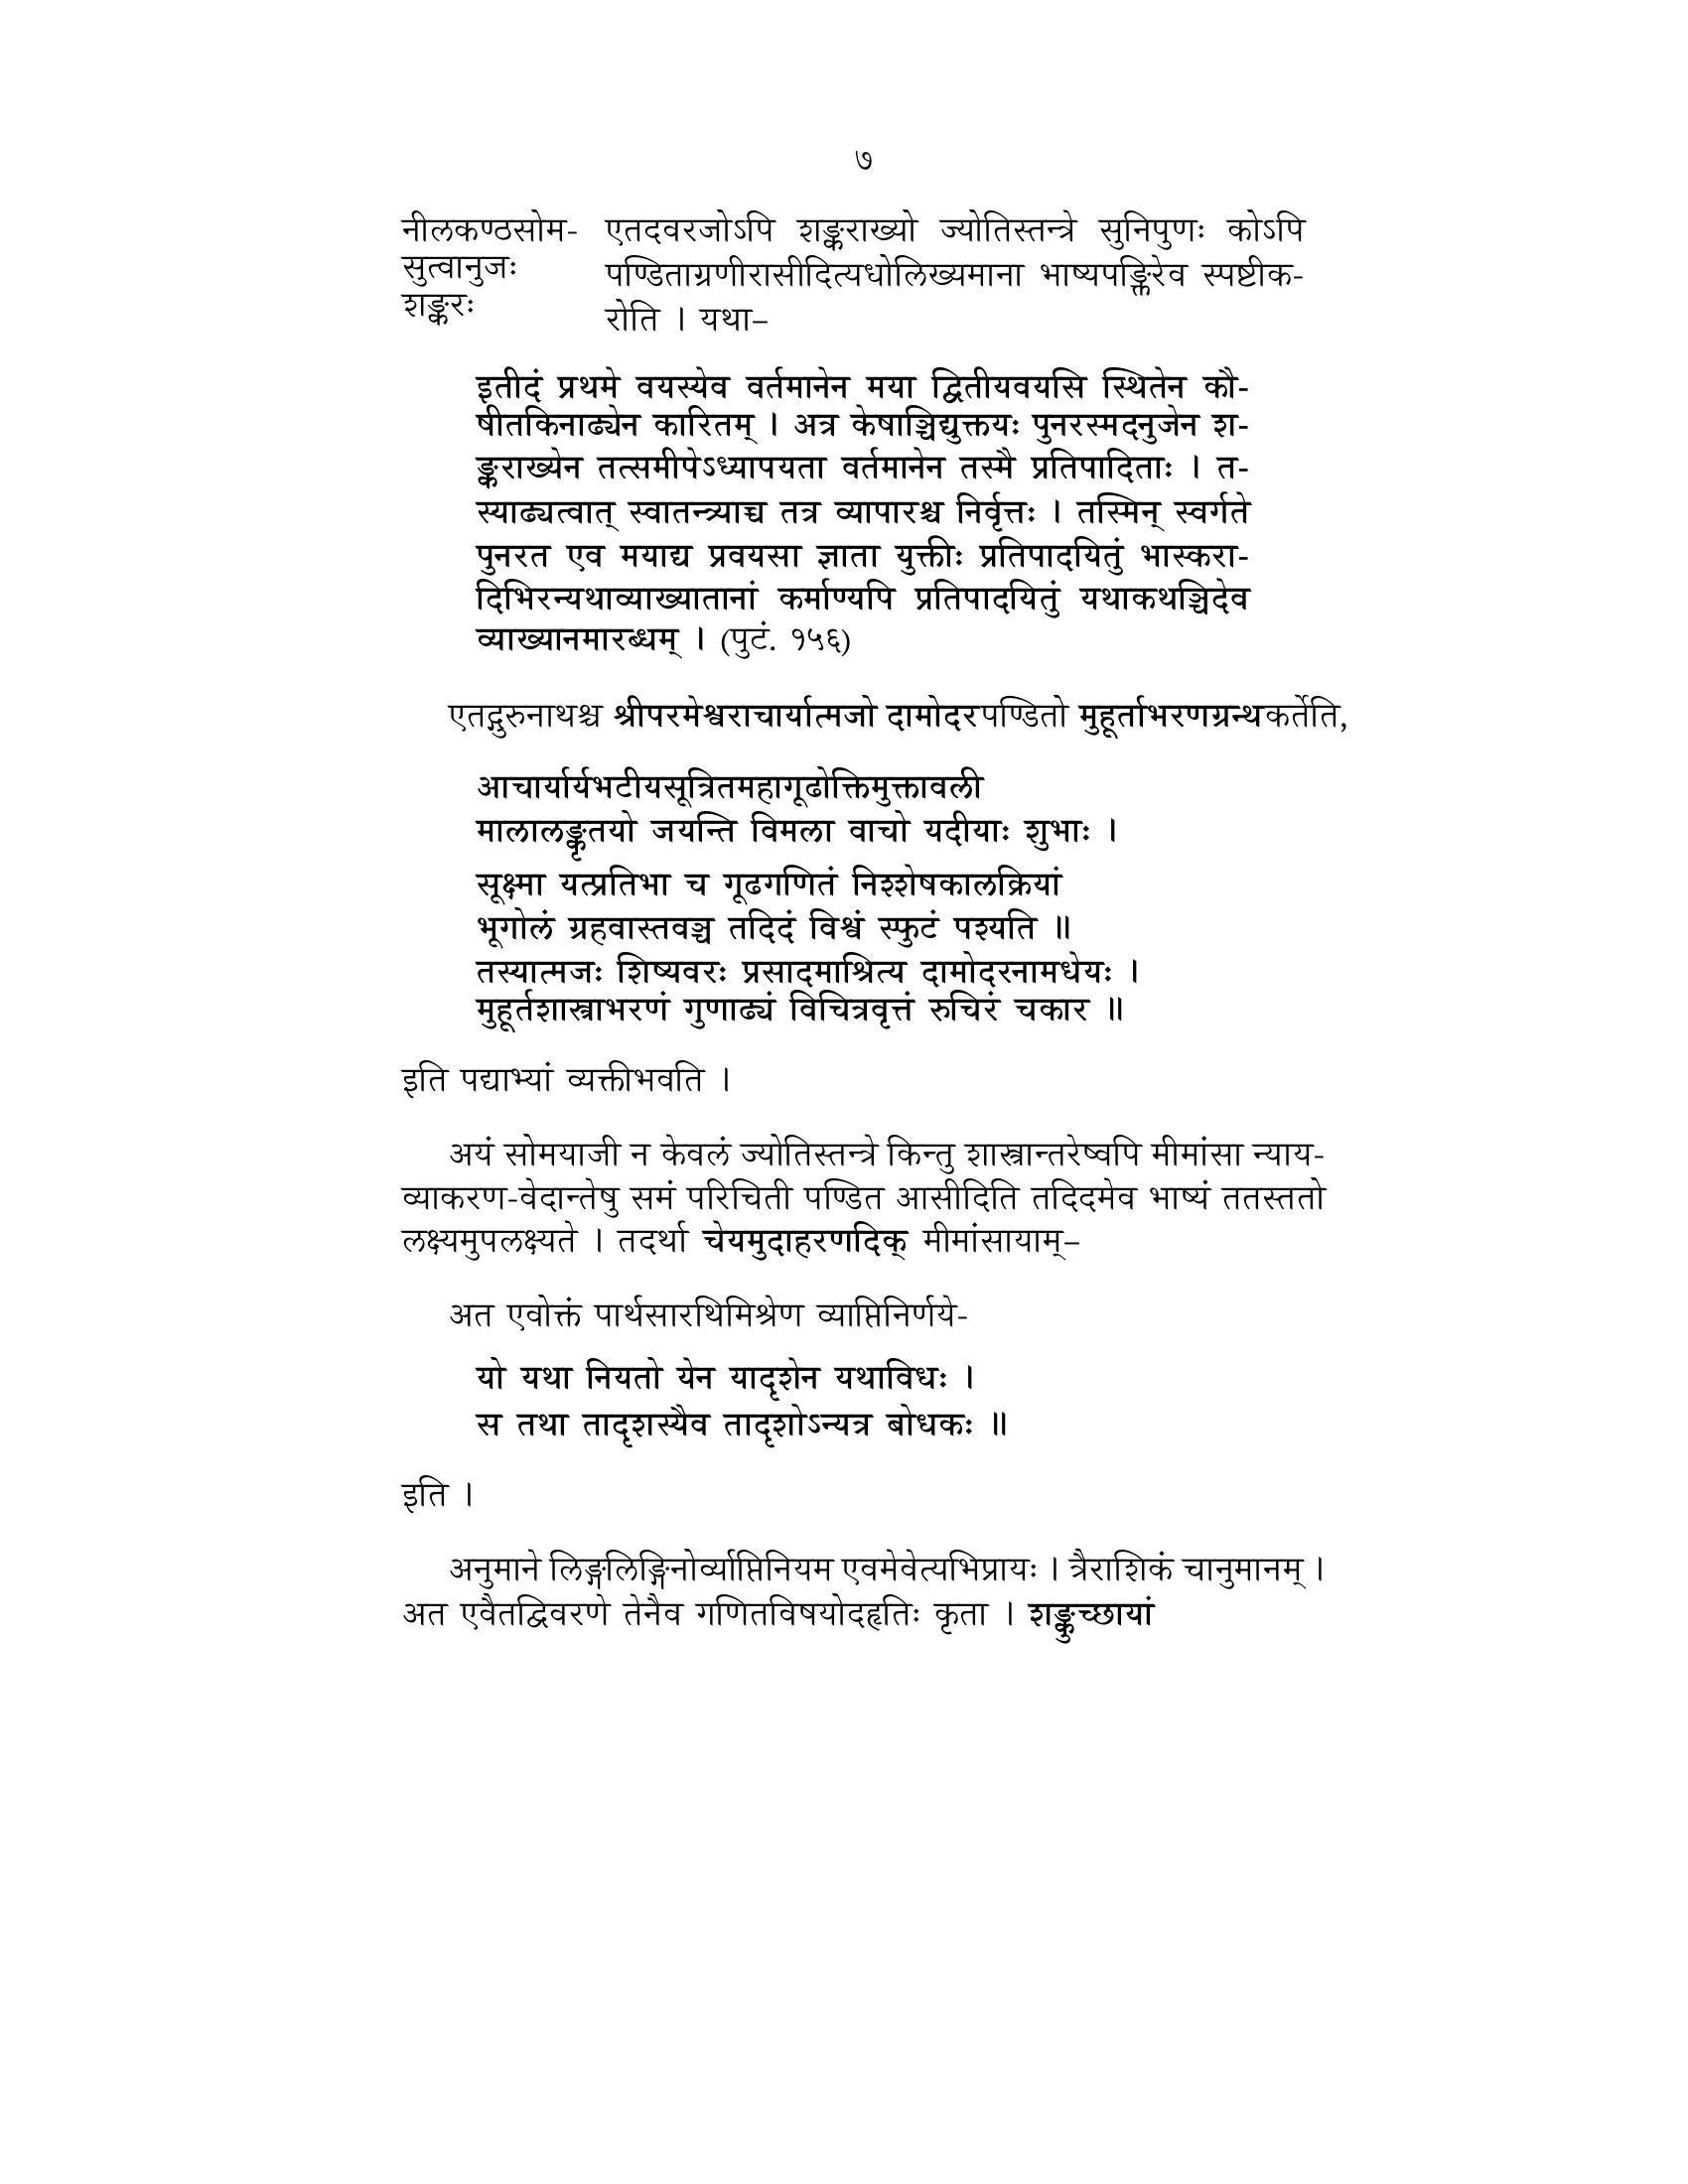 ७
नीलकण्ठसोम-
सुत्वानुजः
शङ्करः
एतदवरजोऽपि शङ्कराख्यो ज्योतिस्तन्त्रे सुनिपुणः कोऽपि
पण्डिताग्रणीरासीदित्यधोलिख्यमाना भाष्यपङ्क्तिरेव स्पष्टीक-
रोति । यथा–
इतीदं प्रथमे वयस्येव वर्तमानेन मया द्वितीयवयसि स्थितेन कौ-
षीतकिनाढ्येन कारितम् । अत्र केषाञ्चिद्युक्तयः पुनरस्मदनुजेन श-
ङ्कराख्येन तत्समीपेऽध्यापयता वर्तमानेन तस्मै प्रतिपादिताः । त-
स्याढ्यत्वात् स्वातन्त्र्याच्च तत्र व्यापारश्च निर्वृत्तः । तस्मिन् स्वर्गते
पुनरत एव मयाद्य प्रवयसा ज्ञाता युक्तीः प्रतिपादयितुं भास्करा-
दिभिरन्यथाव्याख्यातानां कर्माण्यपि प्रतिपादयितुं यथाकथञ्चिदेव
व्याख्यानमारब्धम् । (पुटं. १५६)
एतद्गुरुनाथश्च श्रीपरमेश्वराचार्यात्मजो दामोदरपण्डितो मुहूर्ताभरणग्रन्थकर्तेति,
आचार्यार्यभटीयसूत्रितमहागूढोक्तिमुक्तावली
मालालङ्कृतयो जयन्ति विमला वाचो यदीयाः शुभाः ।
सूक्ष्मा यत्प्रतिभा च गूढगणितं निश्शेषकालक्रियां
भूगोलं ग्रहवास्तवञ्च तदिदं विश्वं स्फुटं पश्यति ॥
तस्यात्मजः शिष्यवरः प्रसादमाश्रित्य दामोदरनामधेयः ।
मुहूर्तशास्त्राभरणं गुणाढ्यं विचित्रवृत्तं रुचिरं चकार ॥
इति पद्याभ्यां व्यक्तीभवति ।
अयं सोमयाजी न केवलं ज्योतिस्तन्त्रे किन्तु शास्त्रान्तरेष्वपि मीमांसा न्याय-
व्याकरण-वेदान्तेषु समं परिचिती पण्डित आसीदिति तदिदमेव भाष्यं ततस्ततो
लक्ष्यमुपलक्ष्यते । तदर्था चेयमुदाहरणदिक् मीमांसायाम्–
अत एवोक्तं पार्थसारथिमिश्रेण व्याप्तिनिर्णये-
यो यथा नियतो येन यादृशेन यथाविधः ।
स तथा तादृशस्यैव तादृशोऽन्यत्र बोधकः ॥
इति ।
अनुमाने लिङ्गलिङ्गिनोर्व्याप्तिनियम एवमेवेत्यभिप्रायः । त्रैराशिकं चानुमानम् ।
अत एवैतद्विवरणे तेनैव गणितविषयोदहृतिः कृता । शङ्कुच्छायां